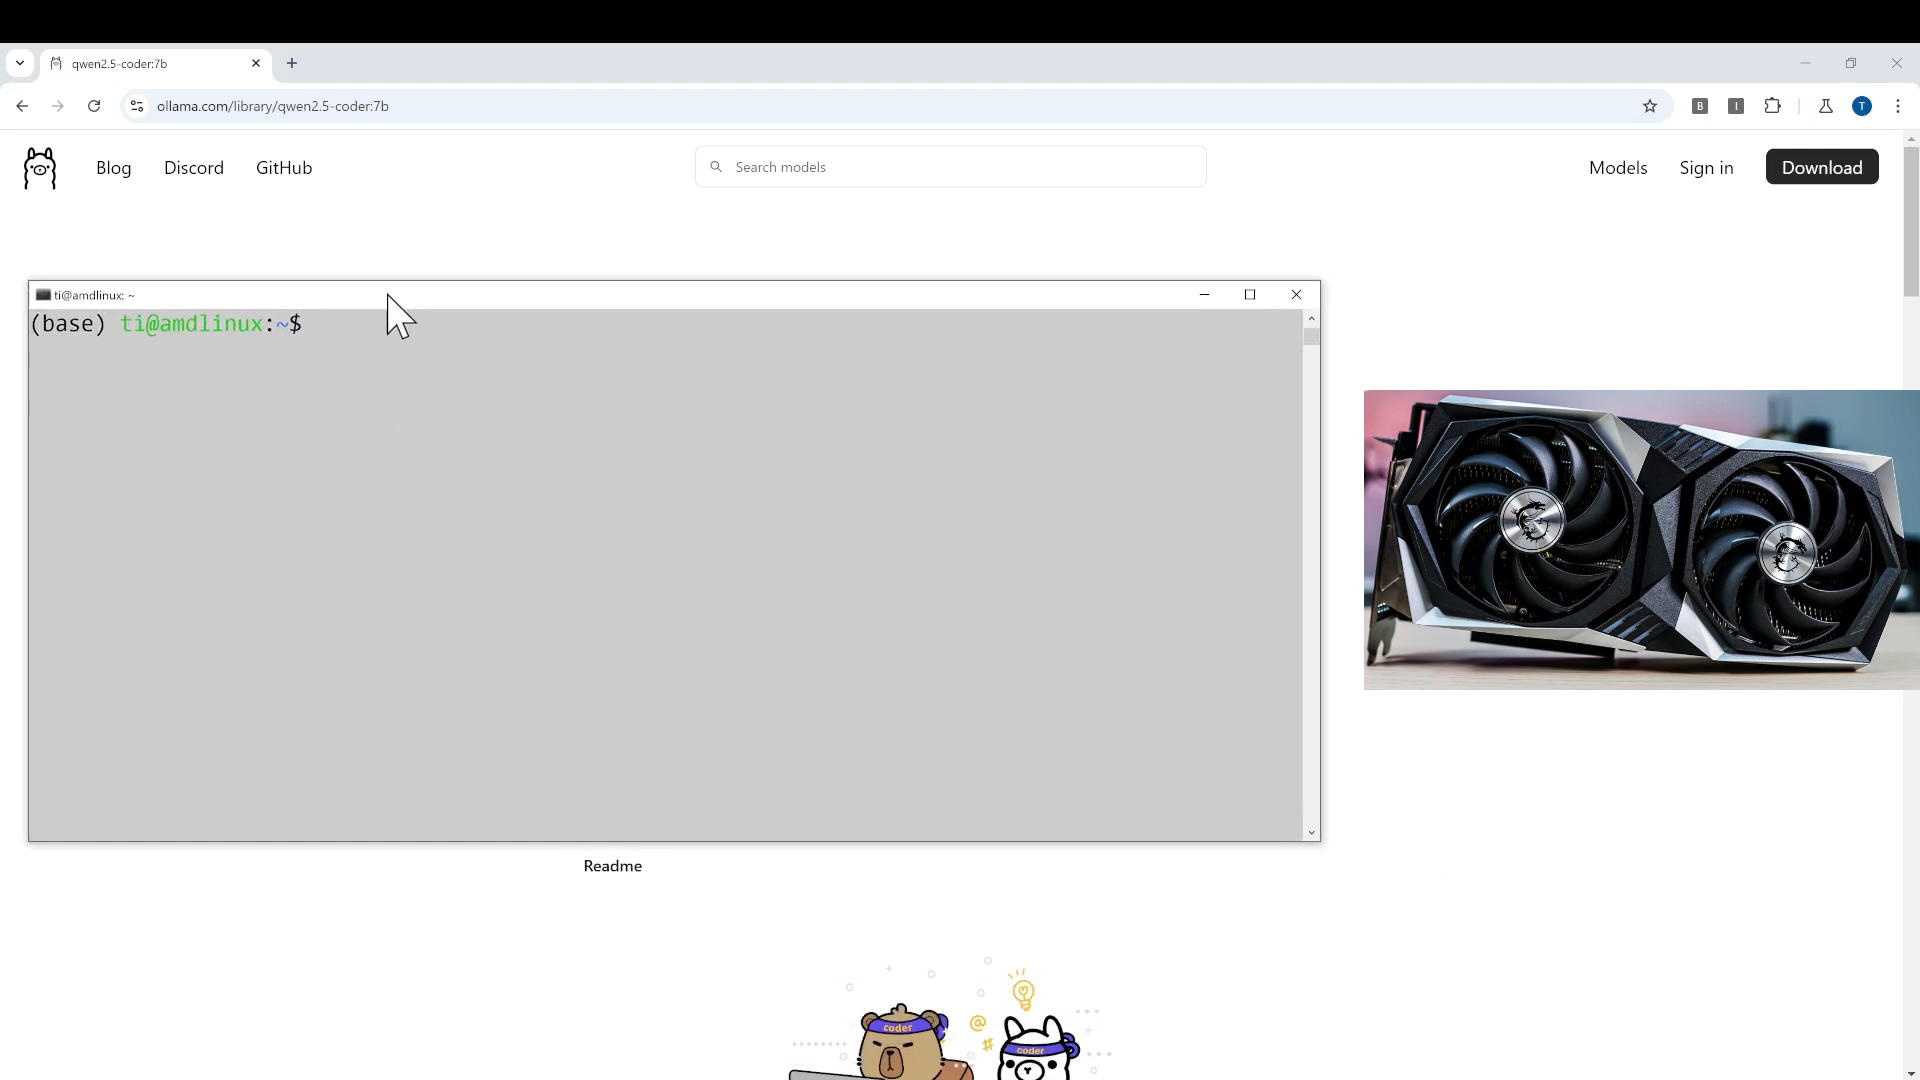 qwen2.5-coder:7b
ollama.com/library/qwen2.5-coder:7b
B
I
T
Blog
Discord
GitHub
Search models
Models
Sign in
Download
ti@amdlinux: ~
(base) ti@amdlinux:~$
Readme
coder
@
#
coder